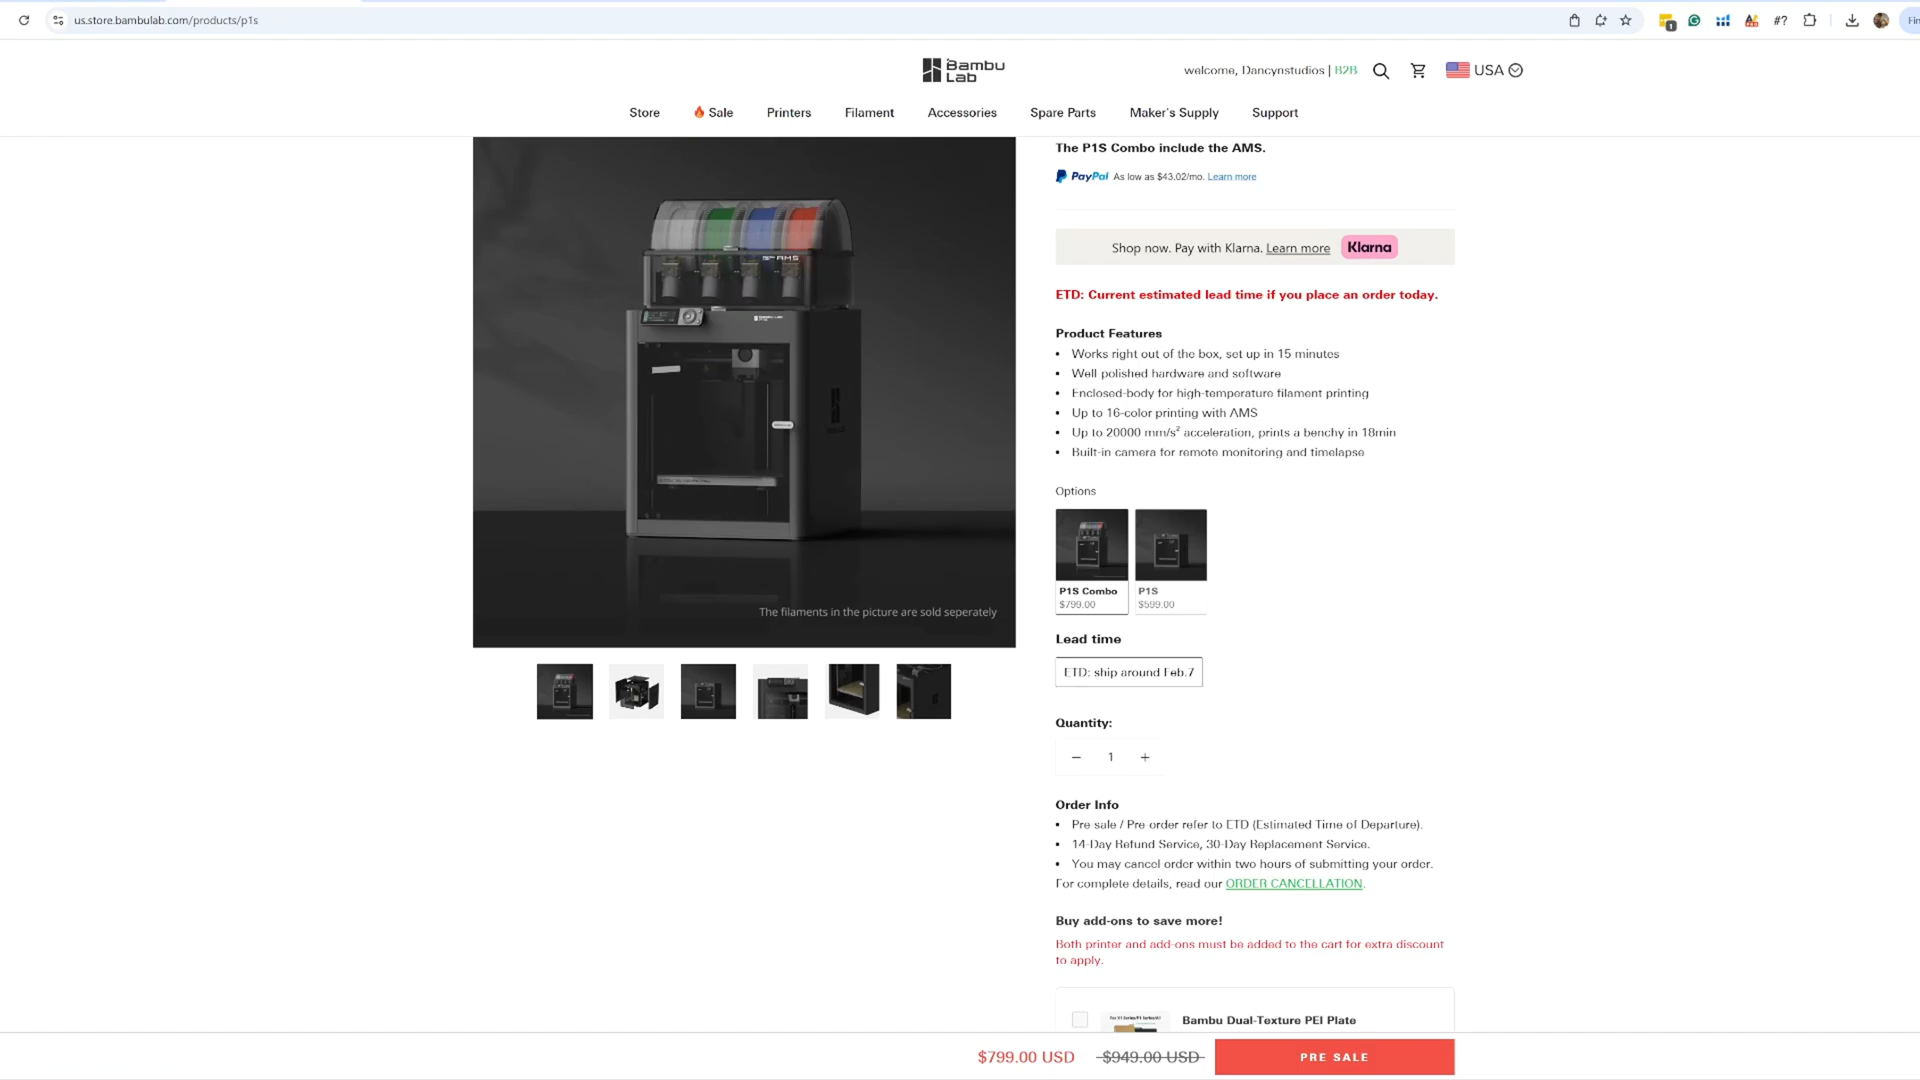 us.store.bambulab.com/products/p1s
1
#?
Bambu
Lab
welcome, Dancynstudios | B2B
USA
Store
Sale
Printers
Filament
Accessories
Spare Parts
Maker's Supply
Support
The P1S Combo include the AMS.
PayPal As low as $43.02/mo. Learn more
Shop now. Pay with Klarna. Learn more Klarna
ETD: Current estimated lead time if you place an order today.
Product Features
• Works right out of the box, set up in 15 minutes
• Well polished hardware and software
• Enclosed-body for high-temperature filament printing
• Up to 16-color printing with AMS
• Up to 20000 mm/s² acceleration, prints a benchy in 18min
• Built-in camera for remote monitoring and timelapse
AMS
The filaments in the picture are sold seperately
Options
P1S Combo
$799.00
P1S
$599.00
Lead time
ETD: ship around Feb.7
Quantity:
− 1 +
Order Info
• Pre-sale / Pre-order refer to ETD (Estimated Time of Departure).
• 14-Day Refund Service, 30-Day Replacement Service.
• You may cancel order within two hours of submitting your order.
For complete details, read our ORDER CANCELLATION.
Buy add-ons to save more!
Both printer and add-ons must be added to the cart for extra discount
to apply.
Bambu Dual-Texture PEI Plate
$799.00 USD
$949.00 USD
PRE SALE